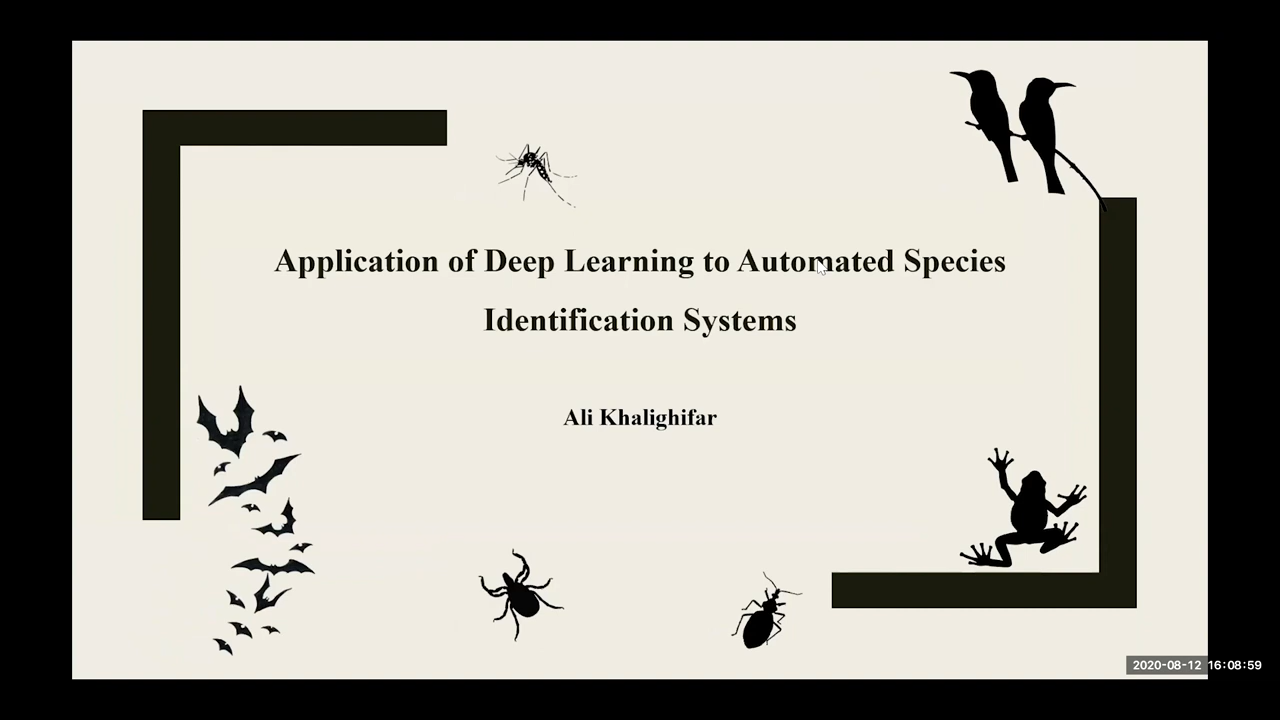 Application of Deep Learning to Automated Species
Identification Systems
Ali Khalighifar
2020-08-12 16:08:59